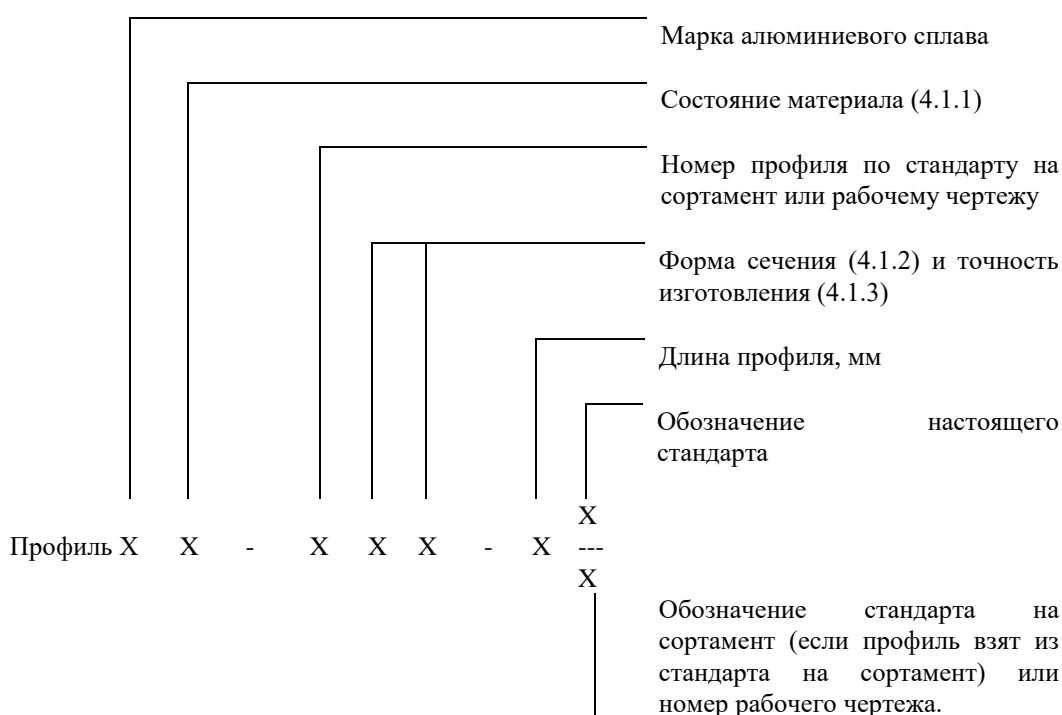 Марка алюминиевого сплава
Состояние материала (4.1.1)
Номер профиля по стандарту на
сортамент или рабочему чертежу
Форма сечения (4.1.2) и точность
изготовления (4.1.3)
Длина профиля, мм
Обозначение настоящего
стандарта
Х
Профиль Х Х - Х Х Х - Х ---
Х
Обозначение стандарта на
сортамент (если профиль взят из
стандарта на сортамент) или
номер рабочего чертежа.